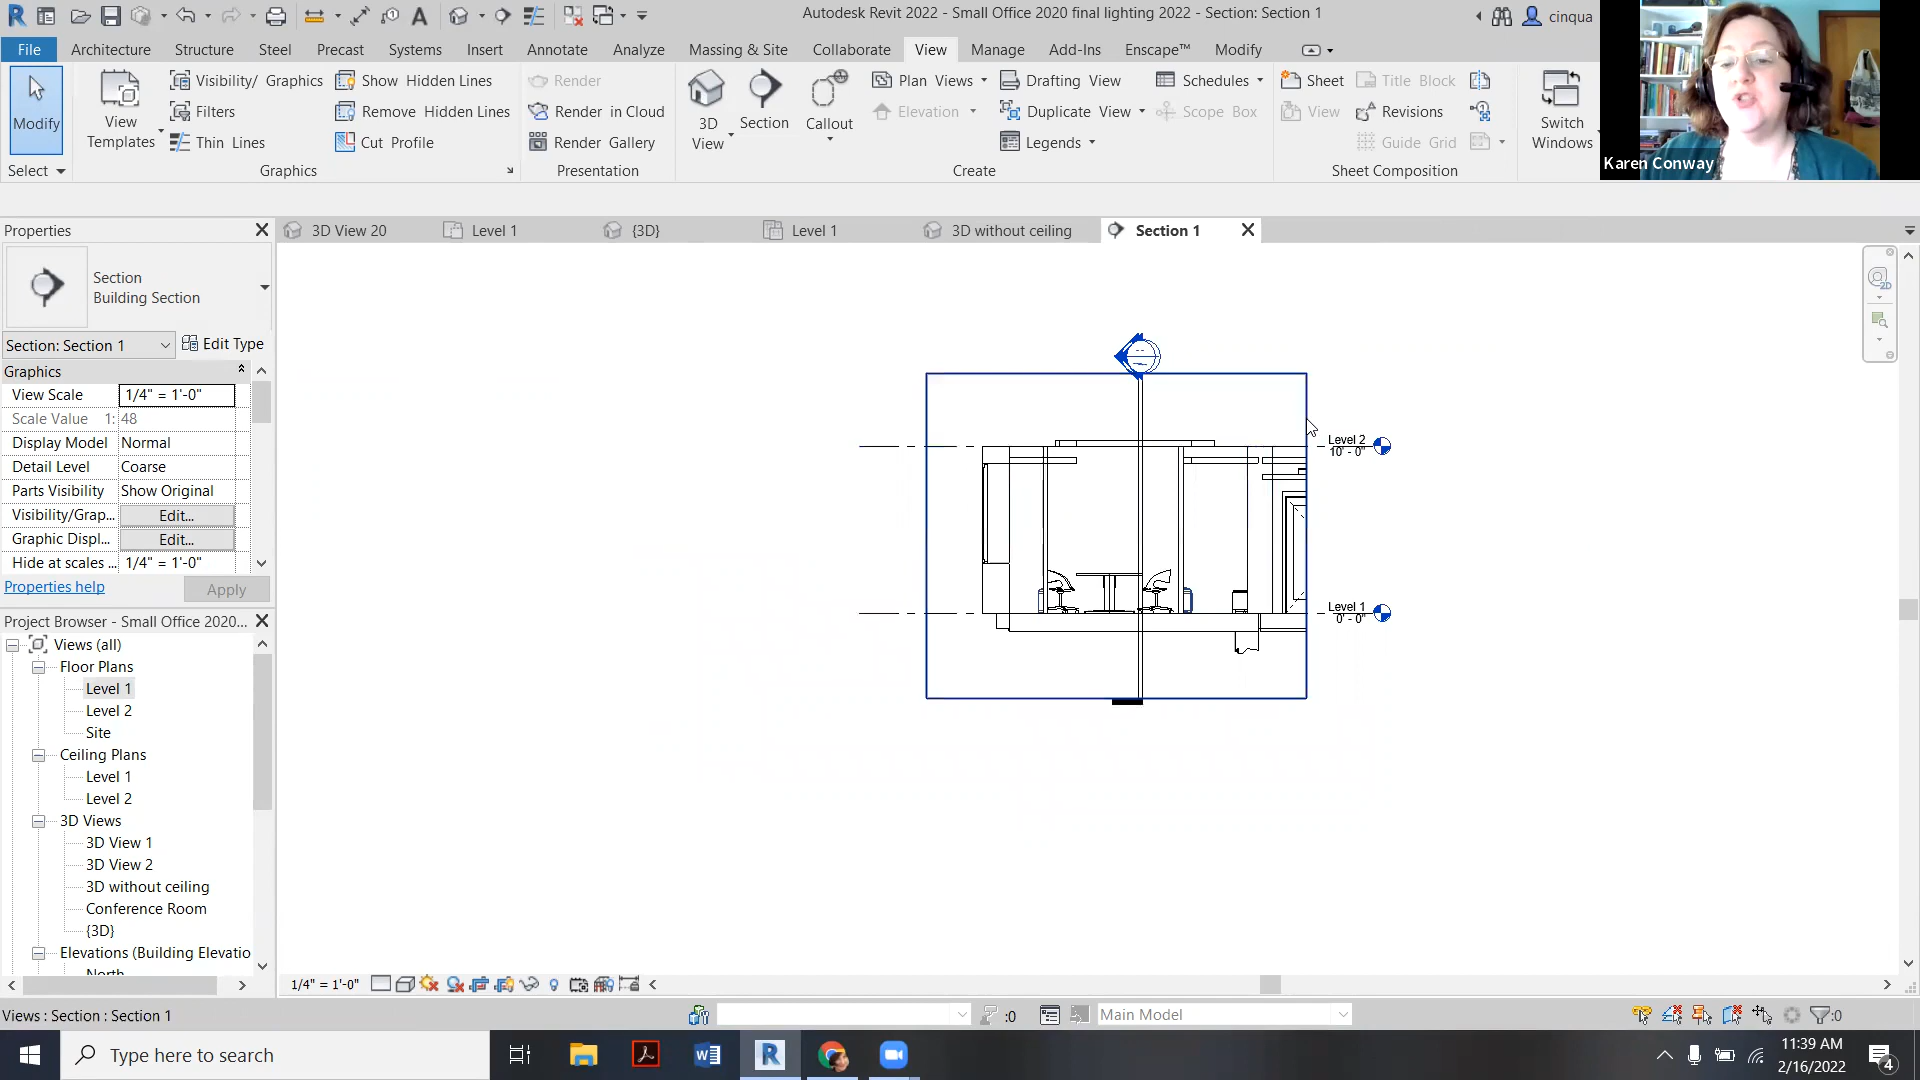 Autodesk Revit 2022 - Small Office 2020 final lighting 2022 - Section: Section 1
cinqua
File Architecture Structure Steel Precast Systems Insert Annotate Analyze Massing & Site Collaborate View Manage Add-Ins Enscape™ Modify
Modify
View Templates
Visibility/ Graphics
Filters
Thin Lines
Show Hidden Lines
Remove Hidden Lines
Cut Profile
Render
Render in Cloud
Render Gallery
3D View
Section
Callout
Plan Views
Elevation
Drafting View
Duplicate View
Legends
Schedules
Scope Box
Sheet
View
Title Block
Revisions
Guide Grid
Switch Windows
Select
Graphics
Presentation
Create
Sheet Composition
Karen Conway
Properties
3D View 20
Level 1
{3D}
Level 1
3D without ceiling
Section 1
Section
Building Section
Section: Section 1
Edit Type
Graphics
View Scale 1/4" = 1'-0"
Scale Value 1: 48
Display Model Normal
Detail Level Coarse
Parts Visibility Show Original
Visibility/Grap... Edit...
Graphic Displ... Edit...
Hide at scales ... 1/4" = 1'-0"
Properties help
Apply
Project Browser - Small Office 2020...
Views (all)
Floor Plans
Level 1
Level 2
Site
Ceiling Plans
Level 1
Level 2
3D Views
3D View 1
3D View 2
3D without ceiling
Conference Room
{3D}
Elevations (Building Elevatio
North
Level 2
10' - 0"
Level 1
0' - 0"
2D
1/4" = 1'-0"
Views : Section : Section 1
:0
Main Model
:0
Type here to search
11:39 AM
2/16/2022
4